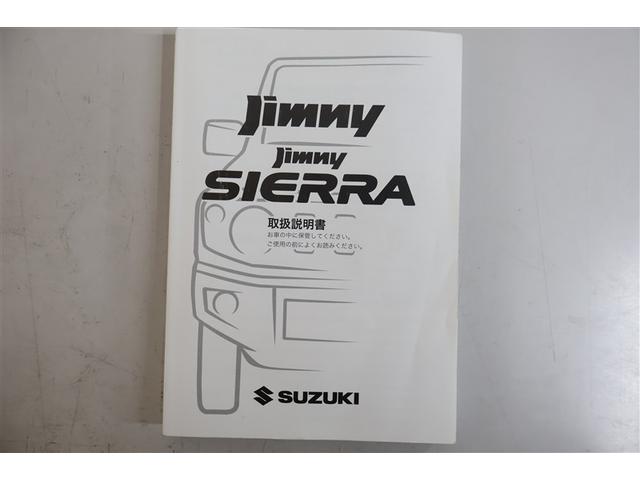 Jimny
Jimny
SIERRA
取扱説明書
お車の中に保管してください。
ご使用の前によくお読みください。
SUZUKI